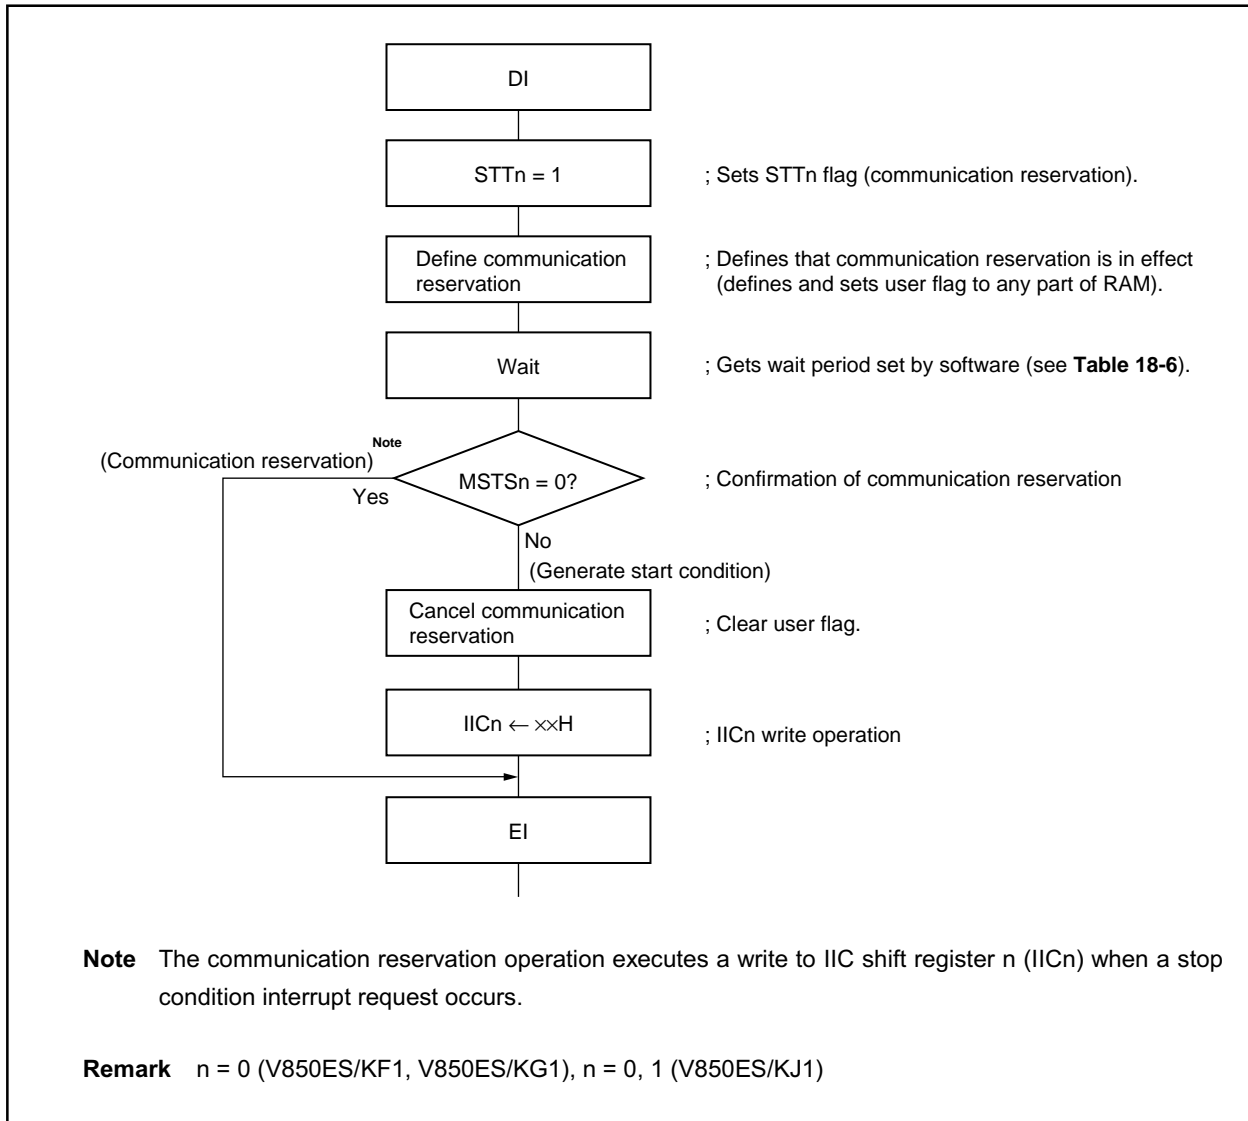 DI
STTn = 1
; Sets STTn flag (communication reservation).
Define communication
reservation
; Defines that communication reservation is in effect
(defines and sets user flag to any part of RAM).
Wait
; Gets wait period set by software (see Table 18-6).
(Communication reservation)Note
MSTSn = 0?
; Confirmation of communication reservation
Yes
No
(Generate start condition)
Cancel communication
reservation
; Clear user flag.
IICn ← ××H
; IICn write operation
EI
Note The communication reservation operation executes a write to IIC shift register n (IICn) when a stop
condition interrupt request occurs.
Remark n = 0 (V850ES/KF1, V850ES/KG1), n = 0, 1 (V850ES/KJ1)